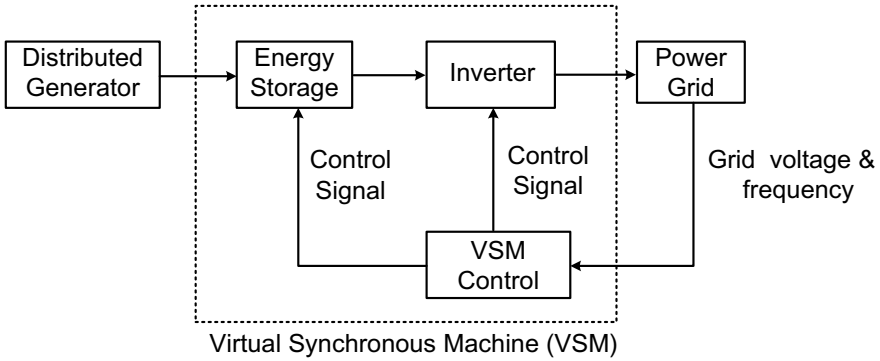 Distributed
Generator
Energy
Storage
Inverter
Power
Grid
Control
Signal
Control
Signal
Grid voltage &
frequency
VSM
Control
Virtual Synchronous Machine (VSM)